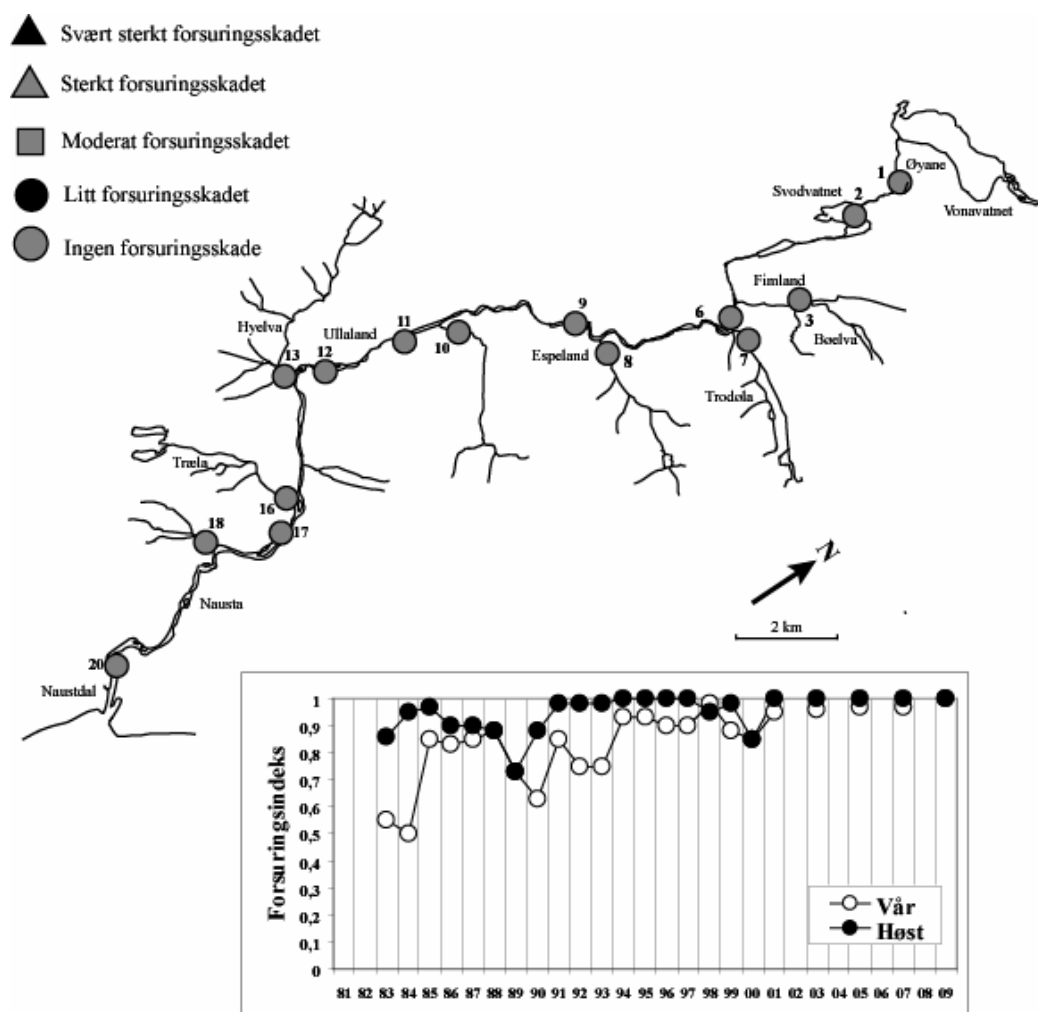 Svært sterkt forsuringsskadet
Sterkt forsuringsskadet
Moderat forsuringsskadet
Litt forsuringsskadet
Ingen forsuringsskade
1
Øyane
2
Svodvatnet
Vonavatnet
Fimland
3
Bøelva
6
7
Trodøla
9
Espeland
8
11
10
Ullaland
Hyelva
12
13
Træla
16
17
18
Nausta
20
Naustdal
N
2 km
Forsuringsindeks
1
0,9
0,8
0,7
0,6
0,5
0,4
0,3
0,2
0,1
0
Vår
Høst
81 82 83 84 85 86 87 88 89 90 91 92 93 94 95 96 97 98 99 00 01 02 03 04 05 06 07 08 09